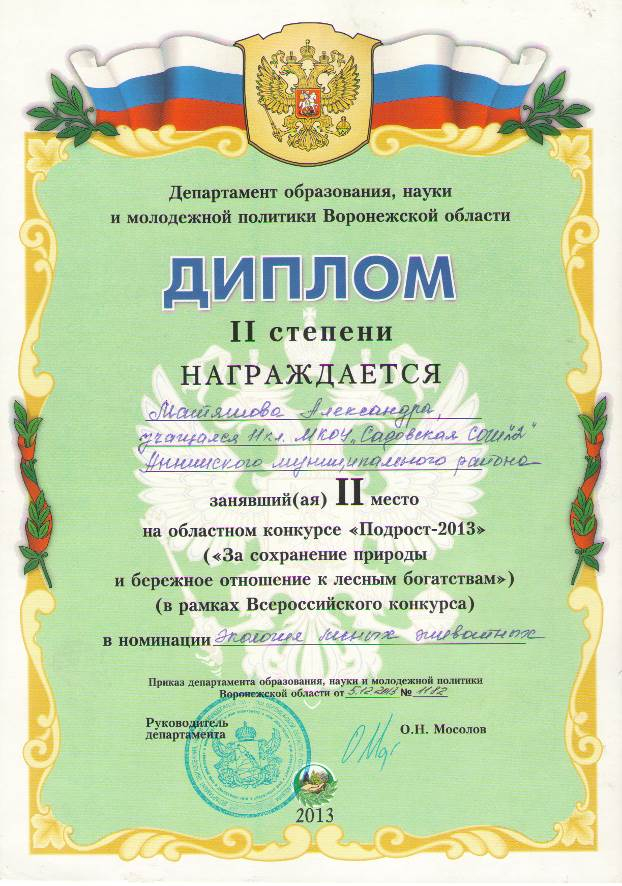 Департамент образования, науки
и молодежной политики Воронежской области
ДИПЛОМ
II степени
НАГРАЖДАЕТСЯ
Матяшова Александра,
учащаяся 11 кл. МКОУ „Садовская СОШ №2"
Аннинского муниципального района
занявший(ая) II место
на областном конкурсе «Подрост-2013»
(«За сохранение природы
и бережное отношение к лесным богатствам»)
(в рамках Всероссийского конкурса)
в номинации Экология лесных животных
Приказ департамента образования, науки и молодежной политики
Воронежской области от 5.12.2013 № 1182
Руководитель
департамента
О.Н. Мосолов
2013